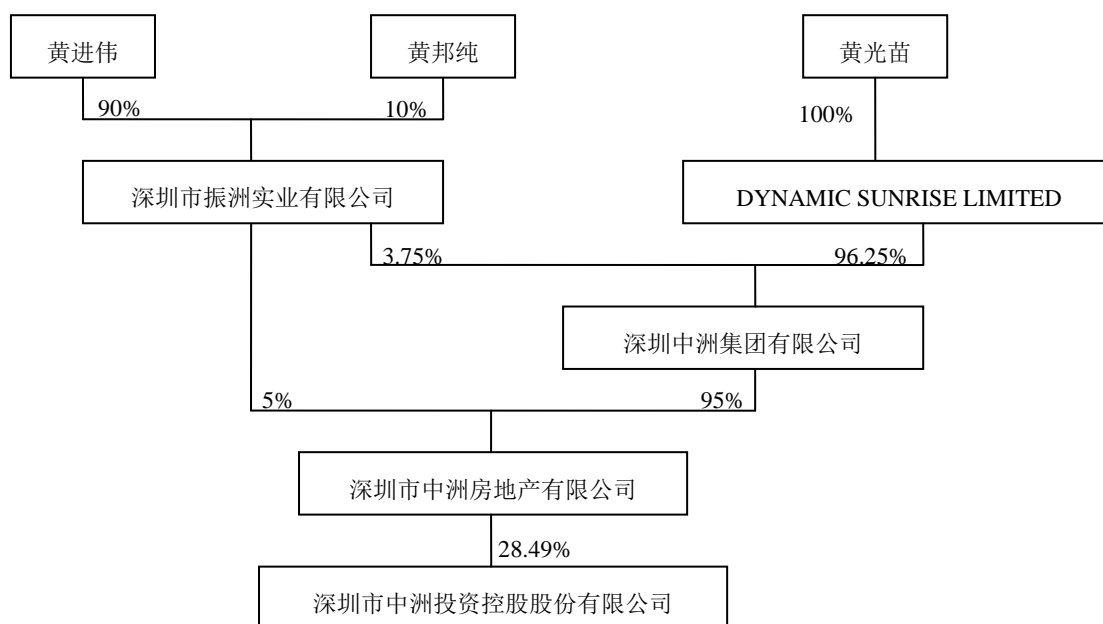 黄进伟
黄邦纯
黄光苗
90%
10%
100%
深圳市振洲实业有限公司
DYNAMIC SUNRISE LIMITED
3.75%
96.25%
深圳中洲集团有限公司
5%
95%
深圳市中洲房地产有限公司
28.49%
深圳市中洲投资控股股份有限公司